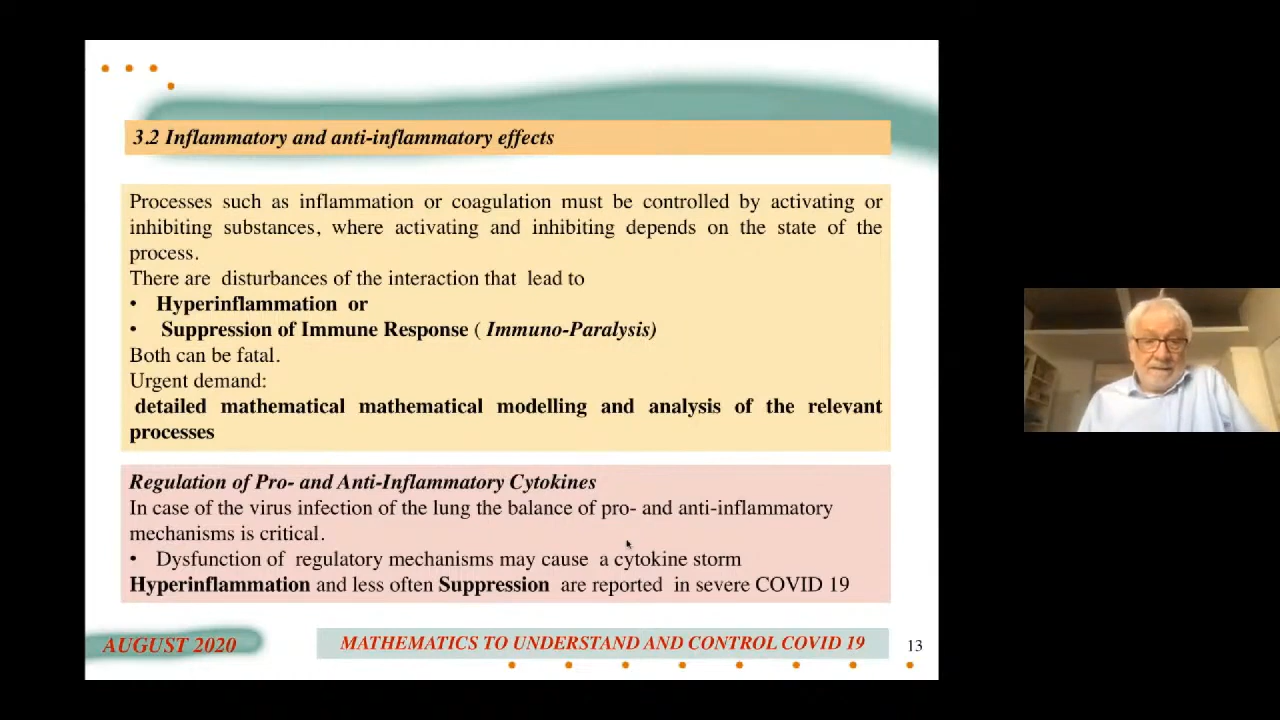 3.2 Inflammatory and anti-inflammatory effects
Processes such as inflammation or coagulation must be controlled by activating or
inhibiting substances, where activating and inhibiting depends on the state of the
process.
There are disturbances of the interaction that lead to
• Hyperinflammation or
• Suppression of Immune Response ( Immuno-Paralysis)
Both can be fatal.
Urgent demand:
detailed mathematical mathematical modelling and analysis of the relevant
processes
Regulation of Pro- and Anti-Inflammatory Cytokines
In case of the virus infection of the lung the balance of pro- and anti-inflammatory
mechanisms is critical.
• Dysfunction of regulatory mechanisms may cause a cytokine storm
Hyperinflammation and less often Suppression are reported in severe COVID 19
AUGUST 2020
MATHEMATICS TO UNDERSTAND AND CONTROL COVID 19
13